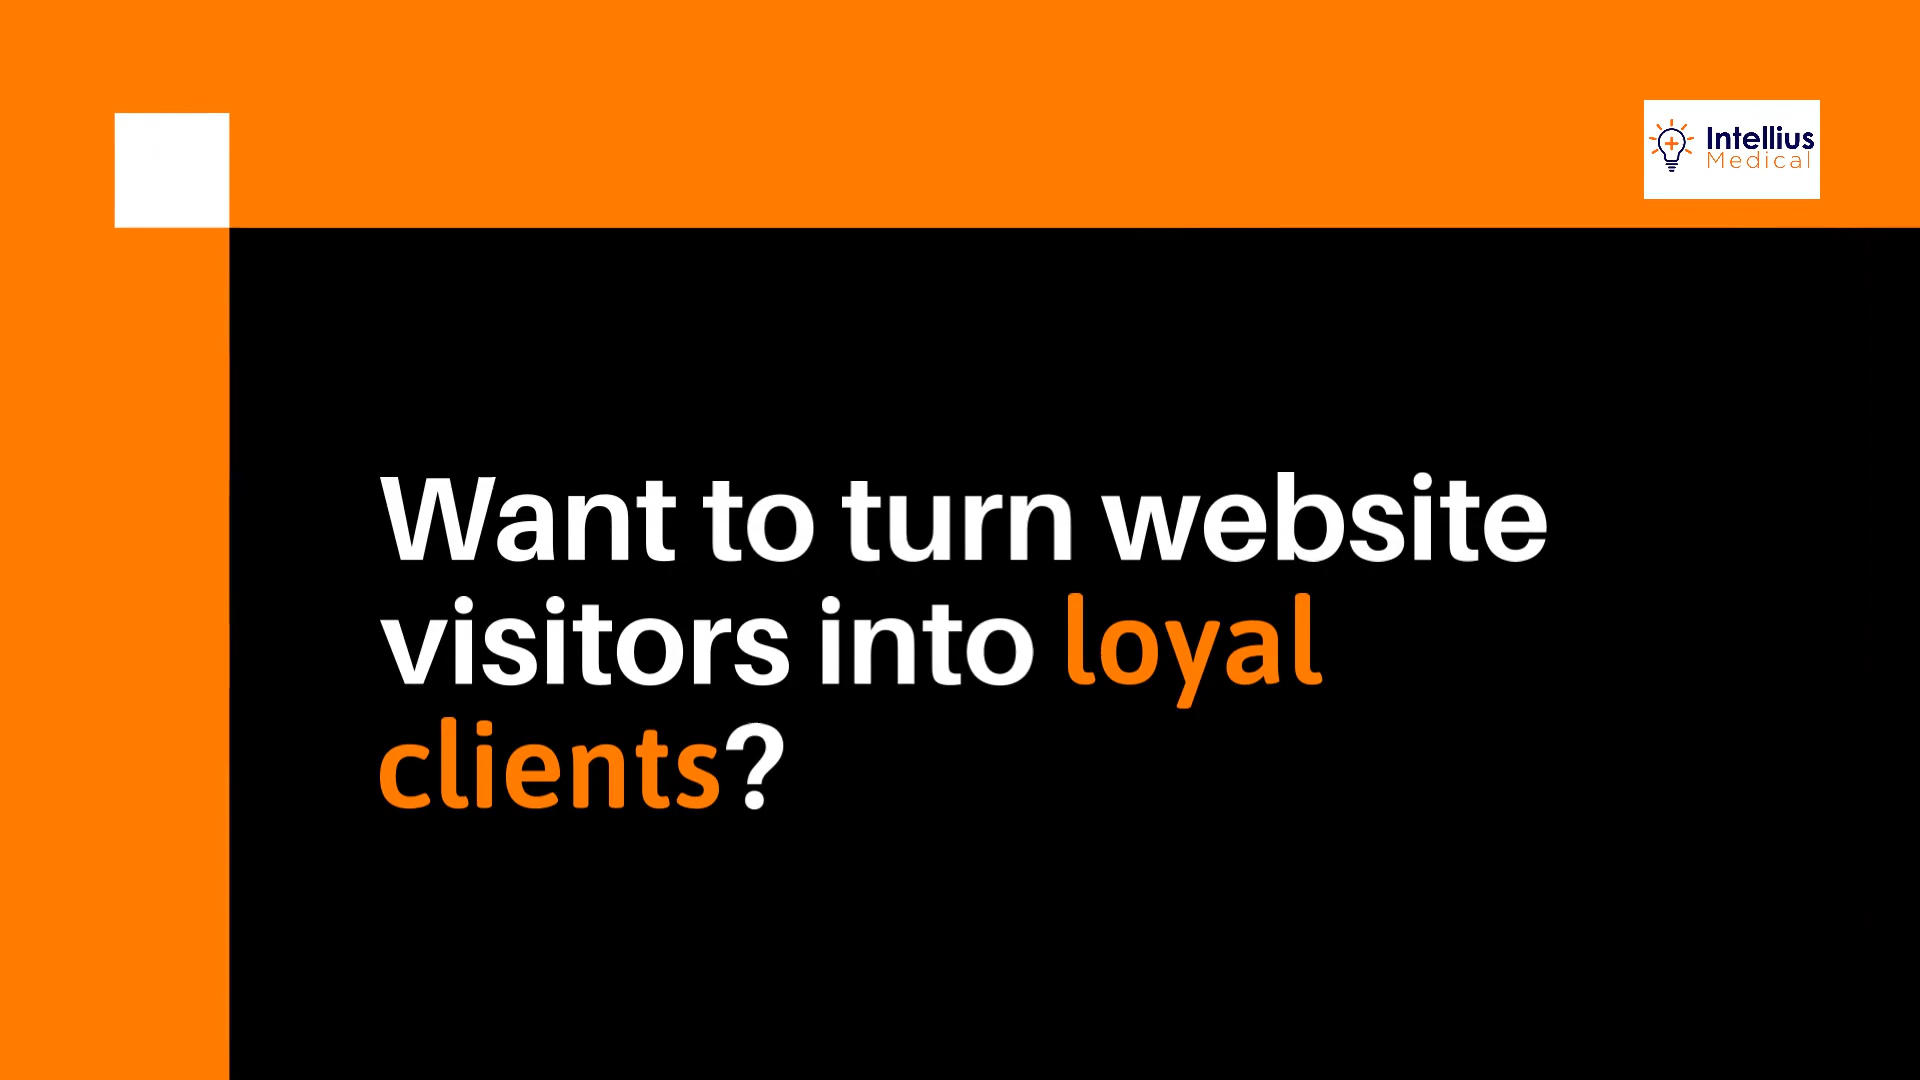 Intellius
Medical
Want to turn website
visitors into loyal
clients?